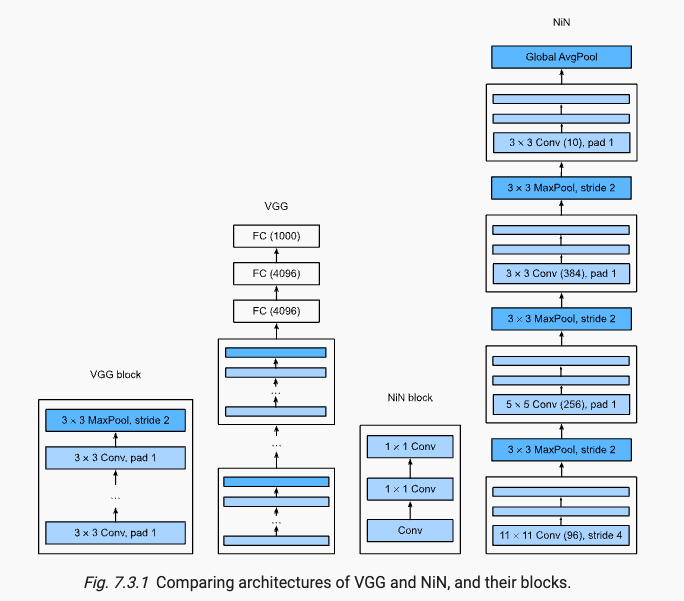 NiN
Global AvgPool
3 × 3 Conv (10), pad 1
3 × 3 MaxPool, stride 2
3 × 3 Conv (384), pad 1
3 × 3 MaxPool, stride 2
5 × 5 Conv (256), pad 1
3 × 3 MaxPool, stride 2
11 × 11 Conv (96), stride 4
VGG
FC (1000)
FC (4096)
FC (4096)
...
...
...
VGG block
3 × 3 MaxPool, stride 2
3 × 3 Conv, pad 1
...
3 × 3 Conv, pad 1
NiN block
1 × 1 Conv
1 × 1 Conv
Conv
Fig. 7.3.1 Comparing architectures of VGG and NiN, and their blocks.